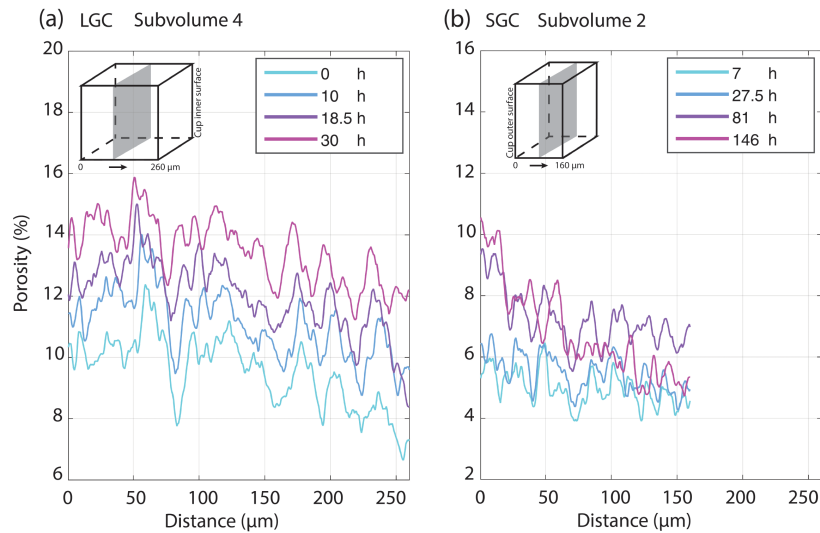 (a) LGC Subvolume 4
20
18
16
14
12
10
8
6
Porosity (%)
0 50 100 150 200 250
Distance (µm)
Cup inner surface
0
260 µm
0 h
10 h
18.5 h
30 h
(b) SGC Subvolume 2
16
14
12
10
8
6
4
2
0 50 100 150 200 250
Distance (µm)
Cup outer surface
0
160 µm
7 h
27.5 h
81 h
146 h